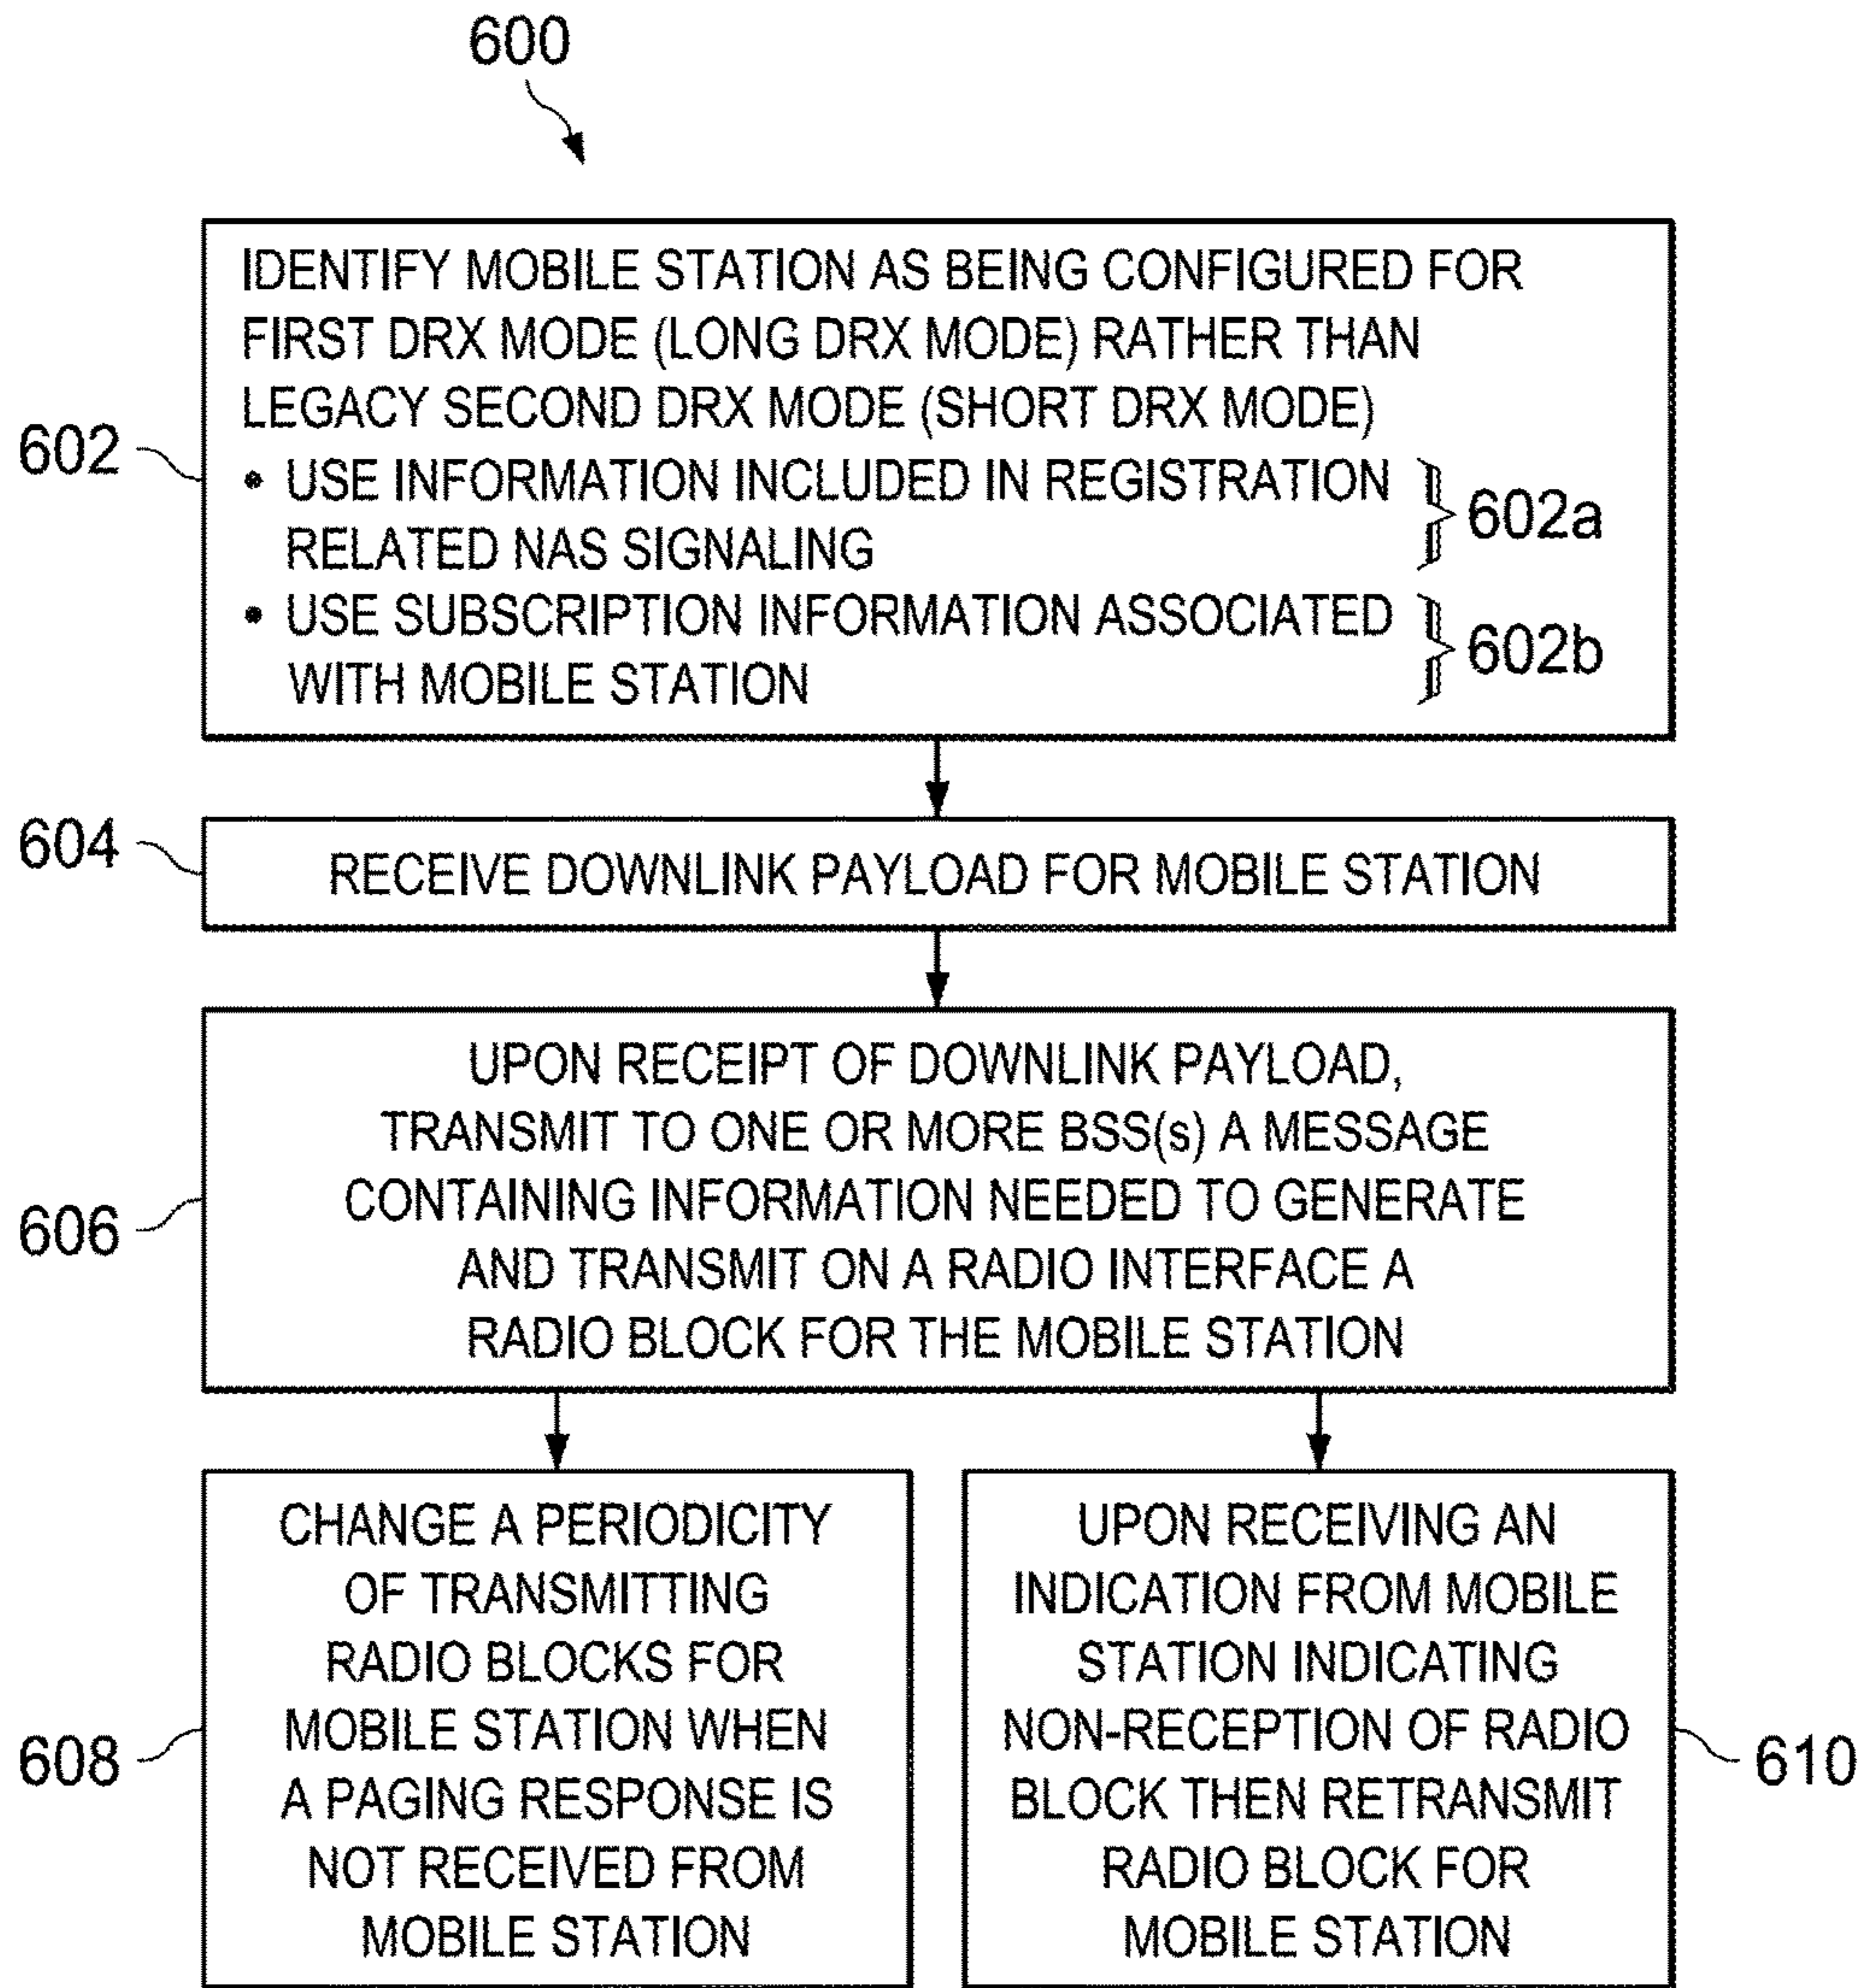 600
602
IDENTIFY MOBILE STATION AS BEING CONFIGURED FOR
FIRST DRX MODE (LONG DRX MODE) RATHER THAN
LEGACY SECOND DRX MODE (SHORT DRX MODE)
• USE INFORMATION INCLUDED IN REGISTRATION
RELATED NAS SIGNALING
602a
• USE SUBSCRIPTION INFORMATION ASSOCIATED
WITH MOBILE STATION
602b
604
RECEIVE DOWNLINK PAYLOAD FOR MOBILE STATION
606
UPON RECEIPT OF DOWNLINK PAYLOAD,
TRANSMIT TO ONE OR MORE BSS(s) A MESSAGE
CONTAINING INFORMATION NEEDED TO GENERATE
AND TRANSMIT ON A RADIO INTERFACE A
RADIO BLOCK FOR THE MOBILE STATION
608
CHANGE A PERIODICITY
OF TRANSMITTING
RADIO BLOCKS FOR
MOBILE STATION WHEN
A PAGING RESPONSE IS
NOT RECEIVED FROM
MOBILE STATION
UPON RECEIVING AN
INDICATION FROM MOBILE
STATION INDICATING
NON-RECEPTION OF RADIO
BLOCK THEN RETRANSMIT
RADIO BLOCK FOR
MOBILE STATION
610